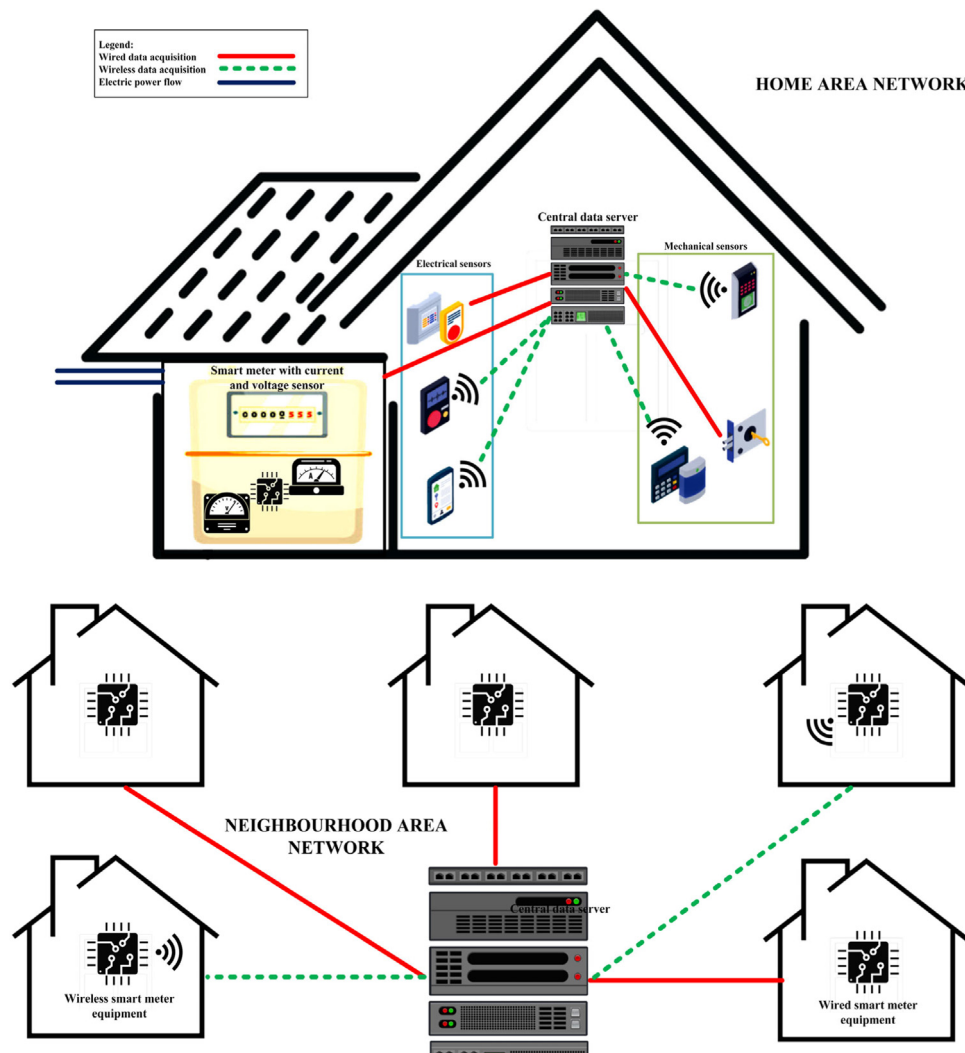 Legend:
Wired data acquisition
Wireless data acquisition
Electric power flow
HOME AREA NETWORK
Central data server
Electrical sensors
Mechanical sensors
Smart meter with current
and voltage sensor
00000555
V
A
NEIGHBOURHOOD AREA
NETWORK
Central data server
Wireless smart meter
equipment
Wired smart meter
equipment